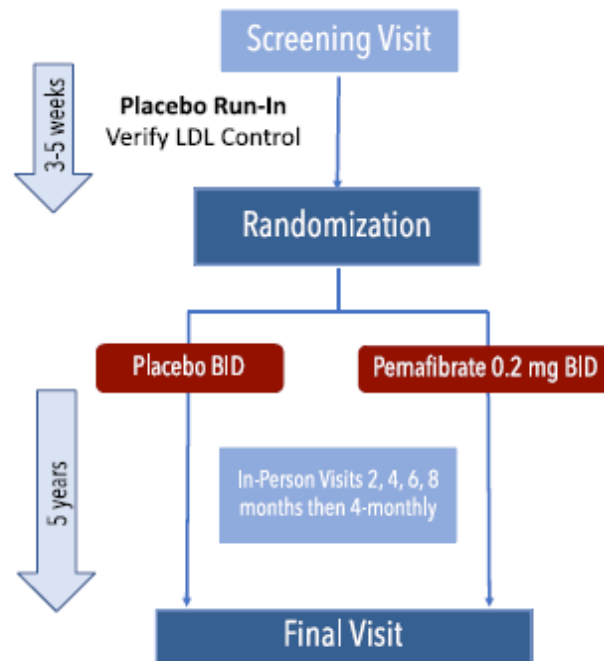 Screening Visit
3-5 weeks
Placebo Run-In
Verify LDL Control
Randomization
Placebo BID
Pemafibrate 0.2 mg BID
5 years
In-Person Visits 2, 4, 6, 8
months then 4-monthly
Final Visit